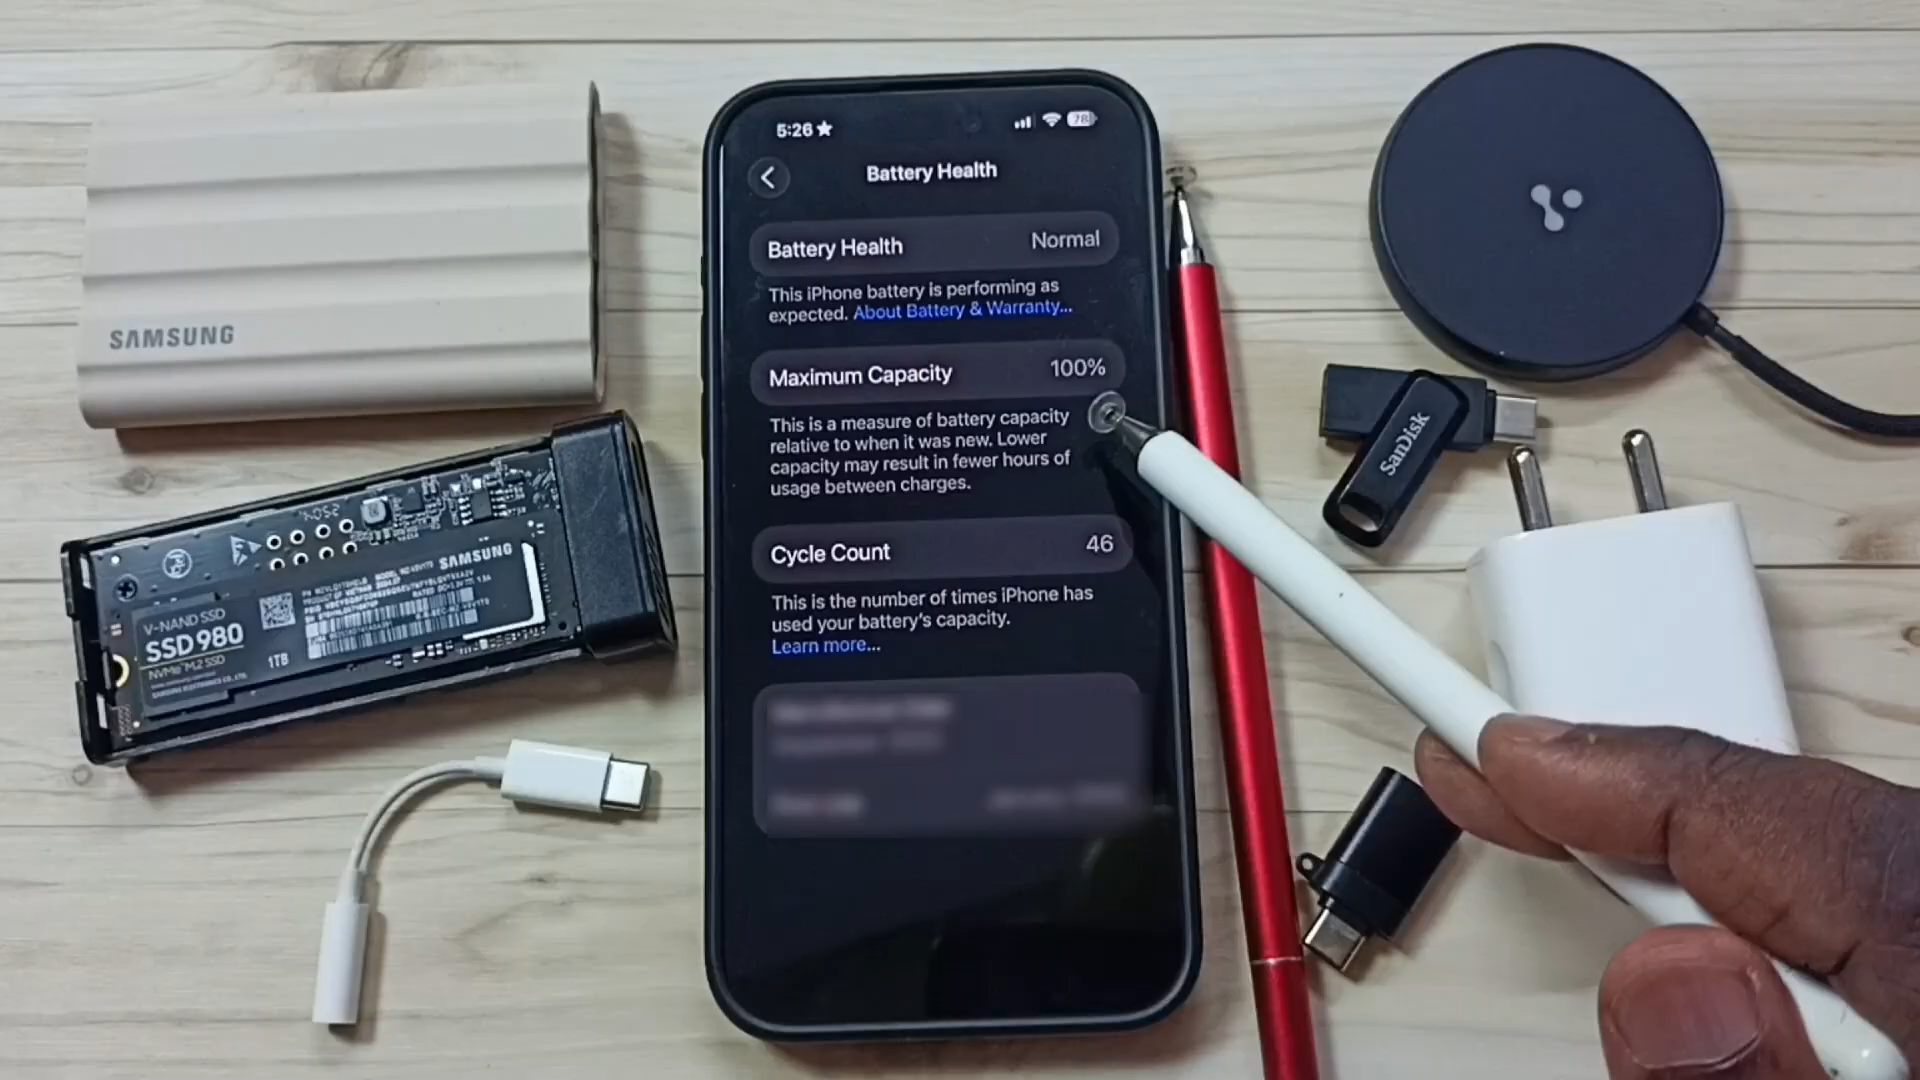 5:26
78
Battery Health
Battery Health Normal
This iPhone battery is performing as
expected. About Battery & Warranty...
Maximum Capacity 100%
This is a measure of battery capacity
relative to when it was new. Lower
capacity may result in fewer hours of
usage between charges.
Cycle Count 46
This is the number of times iPhone has
used your battery's capacity.
Learn more...
SAMSUNG
SAMSUNG
V-NAND SSD
SSD 980
NVMe M.2 SSD
1TB
SanDisk